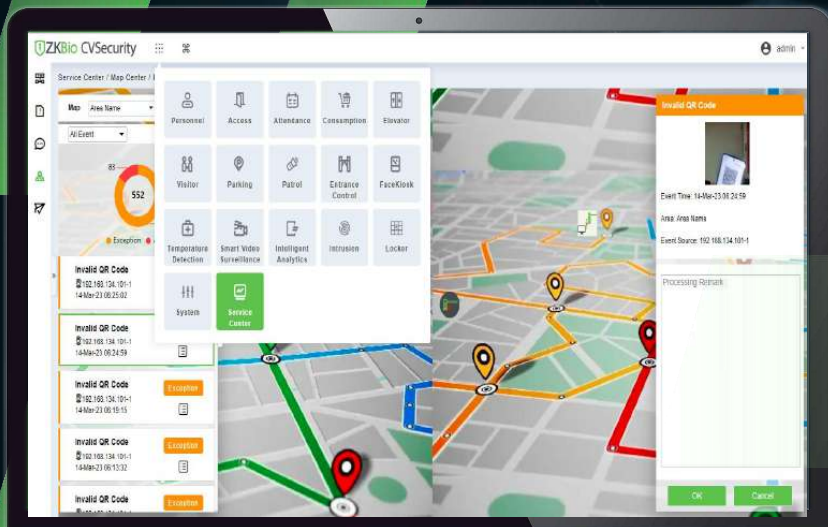 ZKBio CVSecurity
admin
Service Center / Map Center /
Map
Area Name
All Event
83
552
Exception
Invalid QR Code
192.168.134.101-1
14-Mar-23 06:25:02
Invalid QR Code
192.168.134.101-1
14-Mar-23 06:24:59
Invalid QR Code
Exception
192.168.134.101-1
14-Mar-23 06:19:15
Invalid QR Code
Exception
192.168.134.101-1
14-Mar-23 06:13:32
Invalid QR Code
Exception
Personnel
Access
Attendance
Consumption
Elevator
Visitor
Parking
Patrol
Entrance
Control
FaceKiosk
Temperature
Detection
Smart Video
Surveillance
Intelligent
Analytics
Intrusion
Locker
System
Service
Center
Invalid QR Code
Event Time: 14-Mar-23 06:24:59
Area: Area Name
Event Source: 192.168.134.101-1
Processing Remark
OK
Cancel